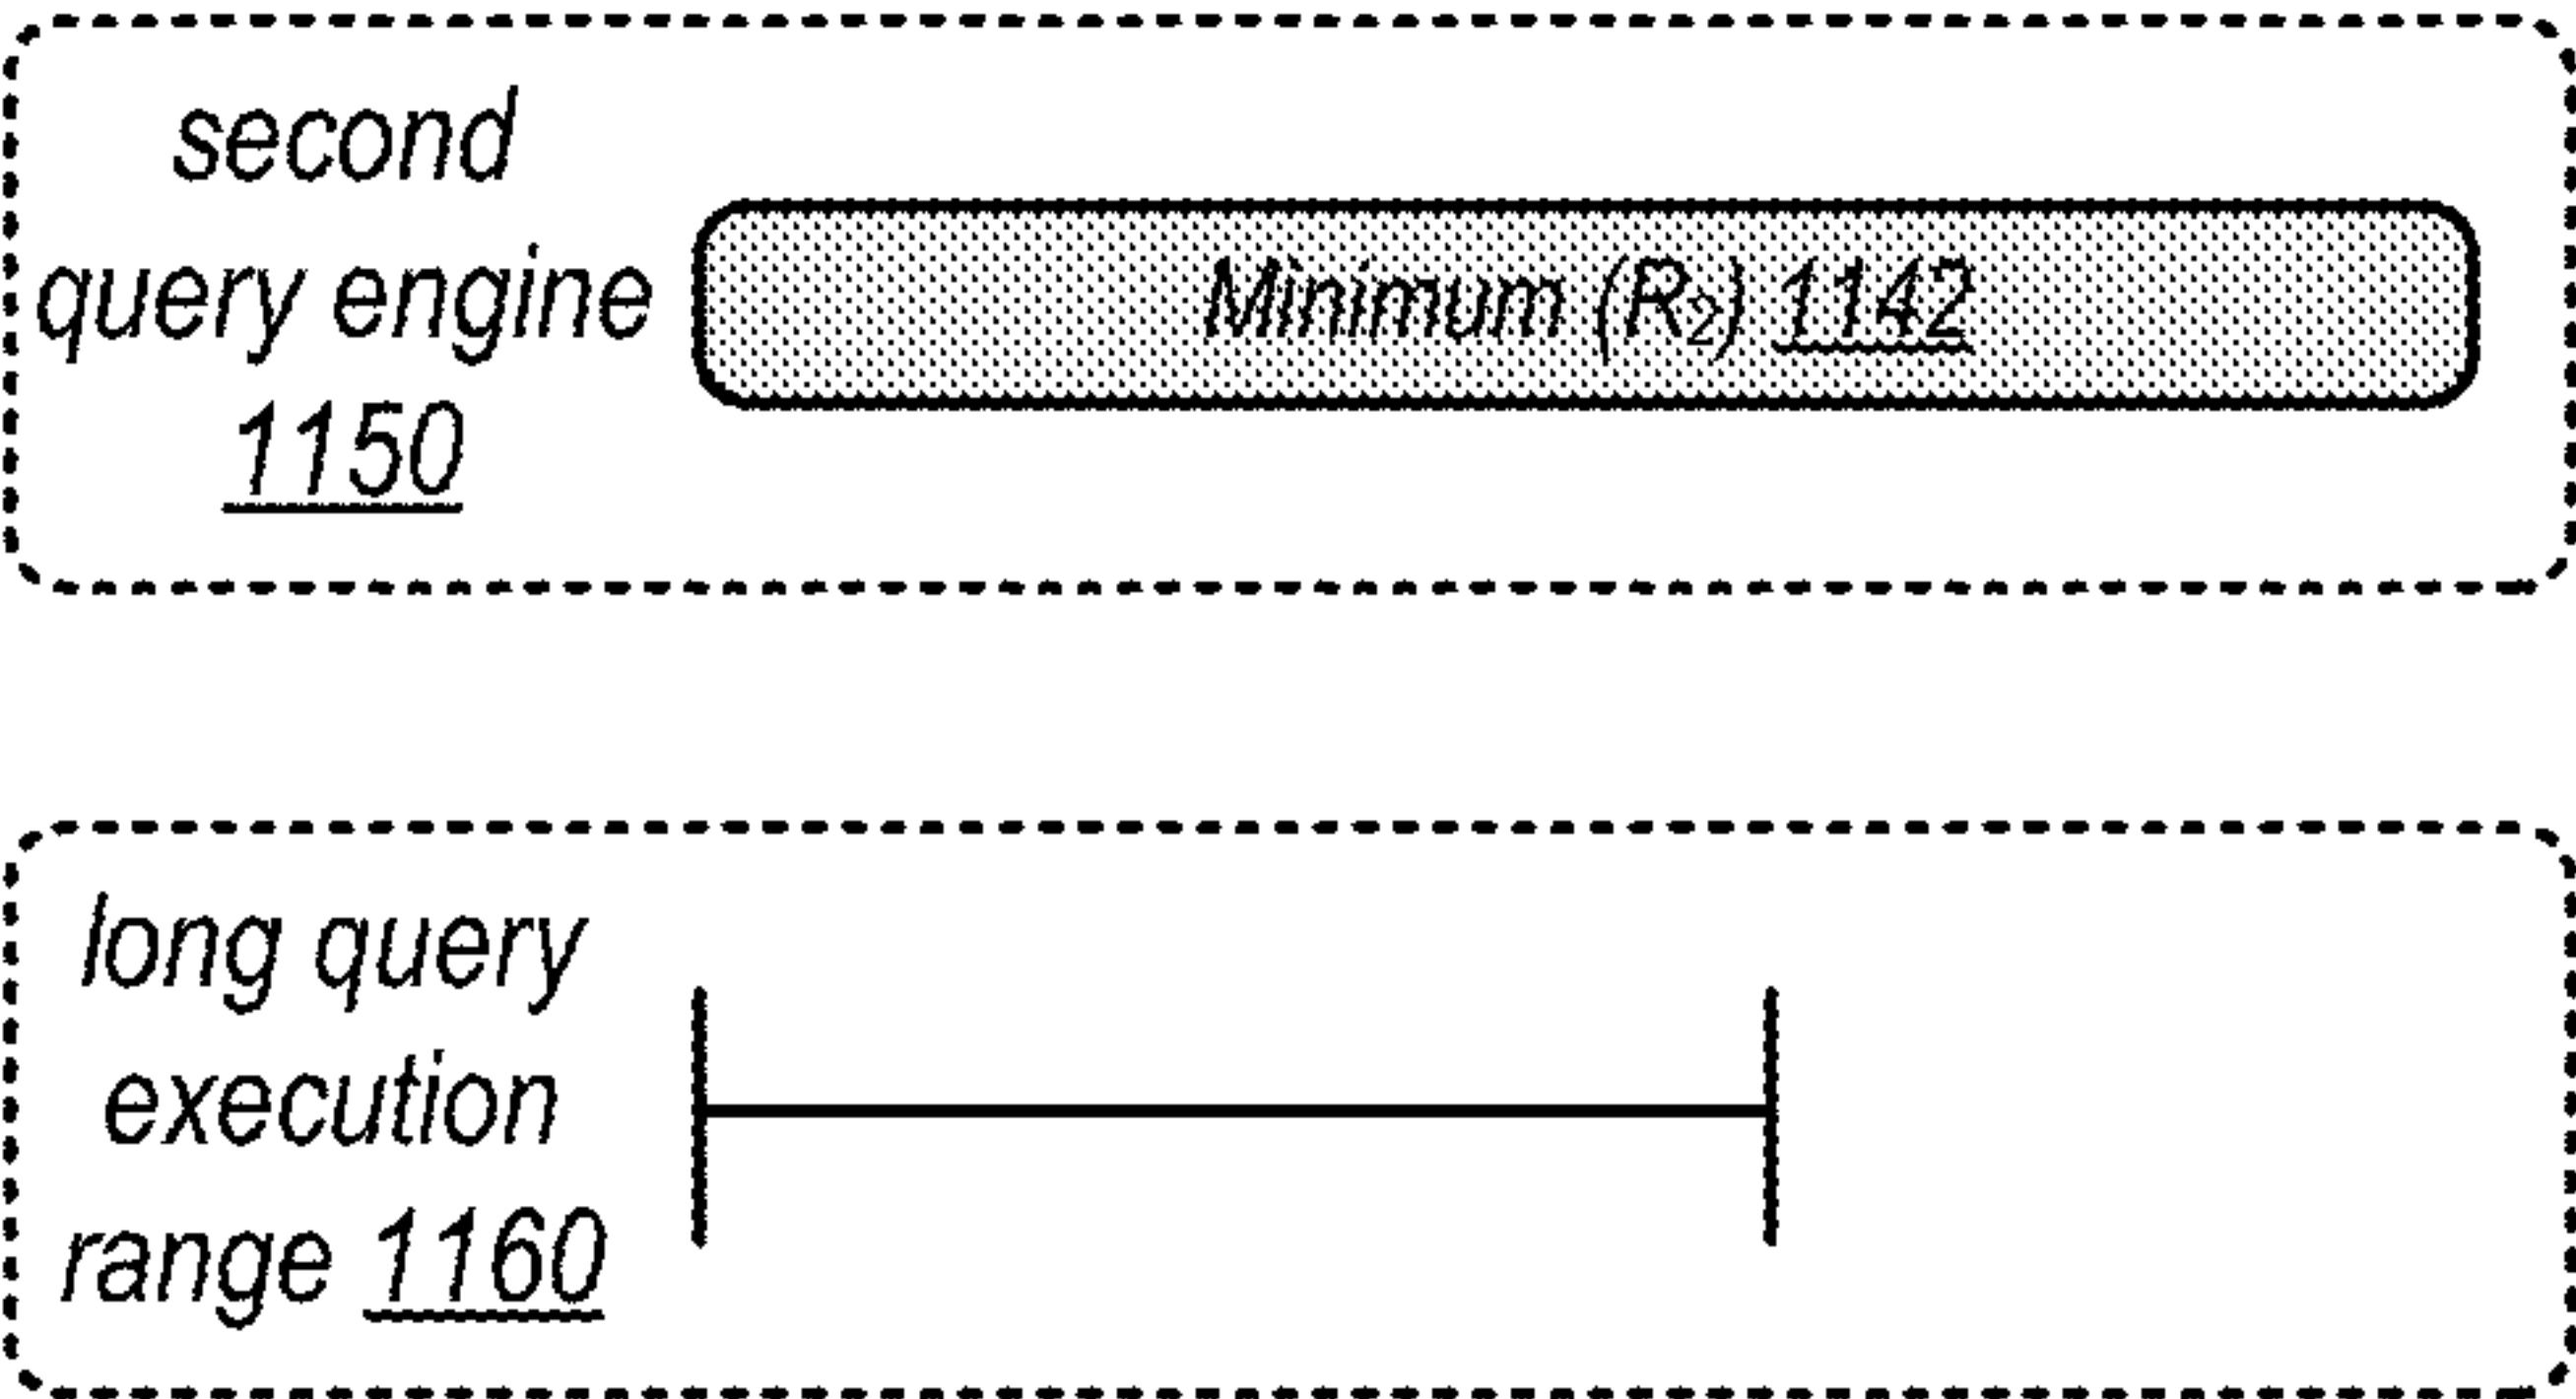 second
query engine
1150
Minimum (R₂) 1142
long query
execution
range 1160